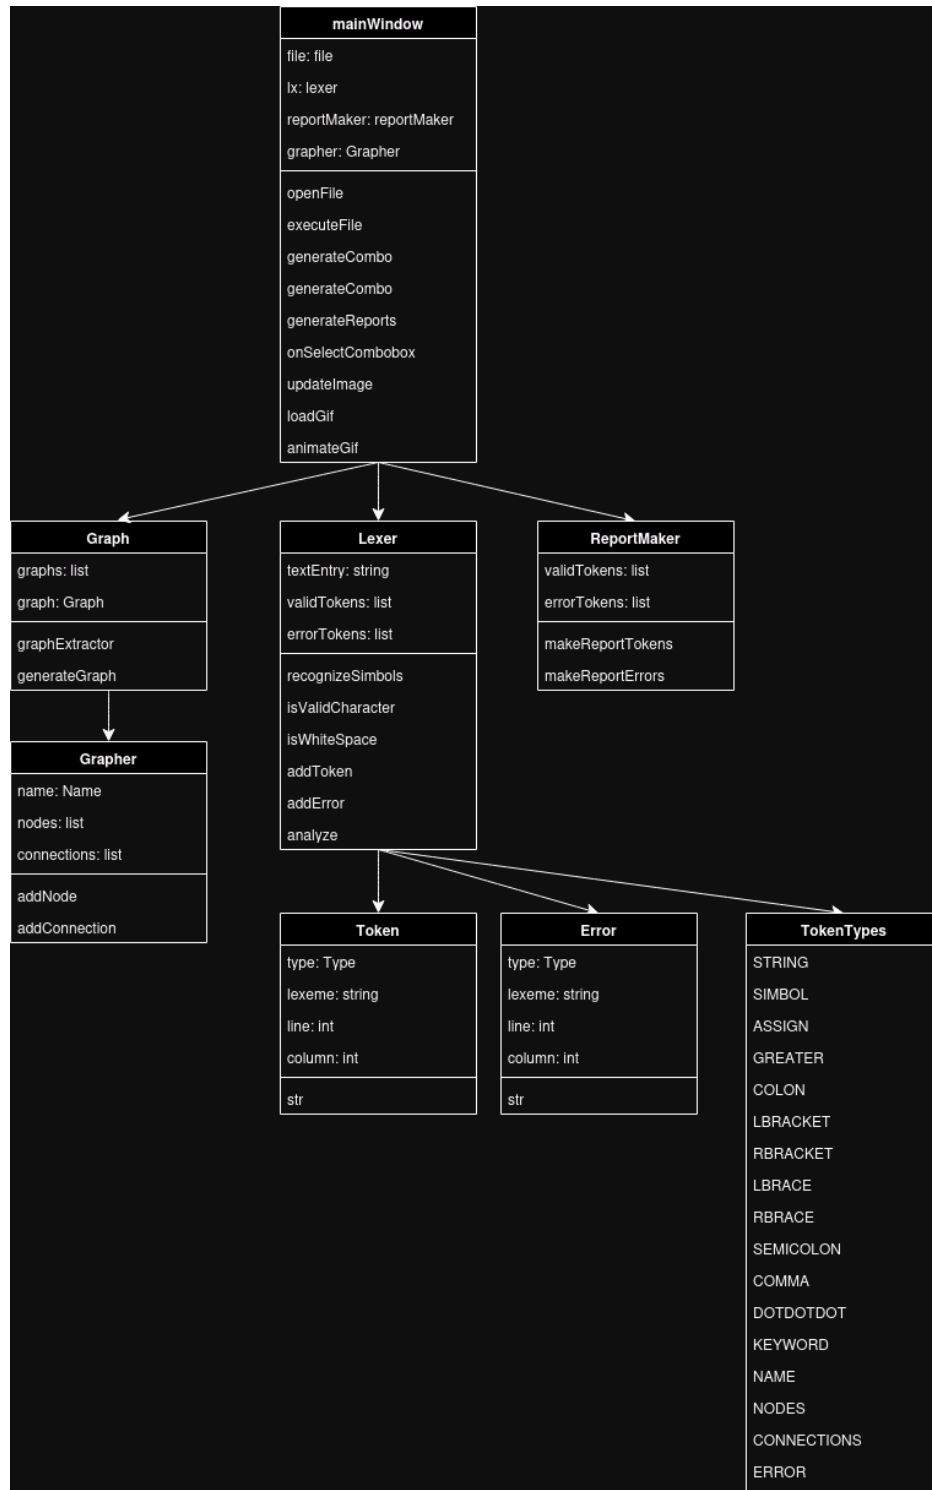 mainWindow
file: file
lx: lexer
reportMaker: reportMaker
grapher: Grapher
openFile
executeFile
generateCombo
generateCombo
generateReports
onSelectCombobox
updateImage
loadGif
animateGif
Graph
graphs: list
graph: Graph
graphExtractor
generateGraph
Lexer
textEntry: string
validTokens: list
errorTokens: list
recognizeSimbols
isValidCharacter
isWhiteSpace
addToken
addError
analyze
ReportMaker
validTokens: list
errorTokens: list
makeReportTokens
makeReportErrors
Grapher
name: Name
nodes: list
connections: list
addNode
addConnection
Token
type: Type
lexeme: string
line: int
column: int
str
Error
type: Type
lexeme: string
line: int
column: int
str
TokenTypes
STRING
SIMBOL
ASSIGN
GREATER
COLON
LBRACKET
RBRACKET
LBRACE
RBRACE
SEMICOLON
COMMA
DOTDOTDOT
KEYWORD
NAME
NODES
CONNECTIONS
ERROR